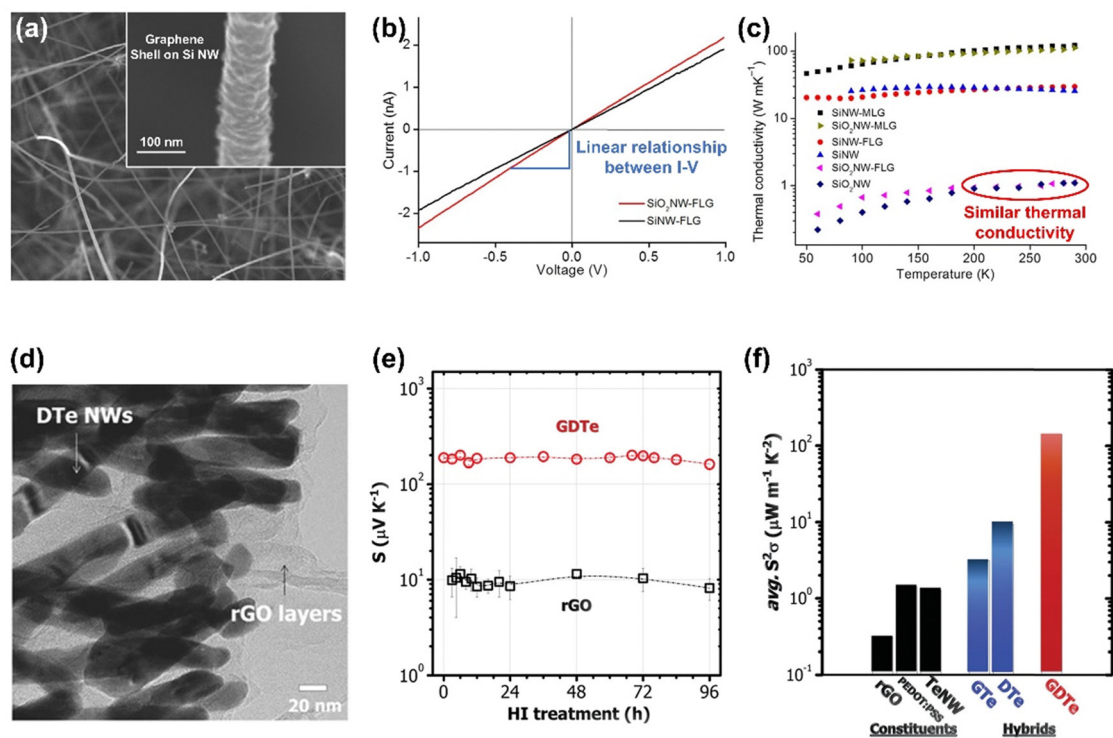 (a)
Graphene
Shell on Si NW
100 nm
(b)
Current (nA)
2
1
0
-1
-2
Linear relationship
between I-V
SiO₂NW-FLG
SiNW-FLG
-1.0 -0.5 0.0 0.5 1.0
Voltage (V)
(c)
Thermal conductivity (W mK⁻¹)
100
10
1
SiNW-MLG
SiO₂NW-MLG
SiNW-FLG
SiNW
SiO₂NW-FLG
SiO₂NW
Similar thermal
conductivity
50 100 150 200 250 300
Temperature (K)
(d)
DTe NWs
rGO layers
20 nm
(e)
S (μV K⁻¹)
10³
10²
10¹
10⁰
GDTe
rGO
0 24 48 72 96
HI treatment (h)
(f)
avg. S²σ (μW m⁻¹ K⁻²)
10³
10²
10¹
10⁰
10⁻¹
rGO
PEDOT:PSS
TeNW
GTe
DTe
GDTe
Constituents Hybrids